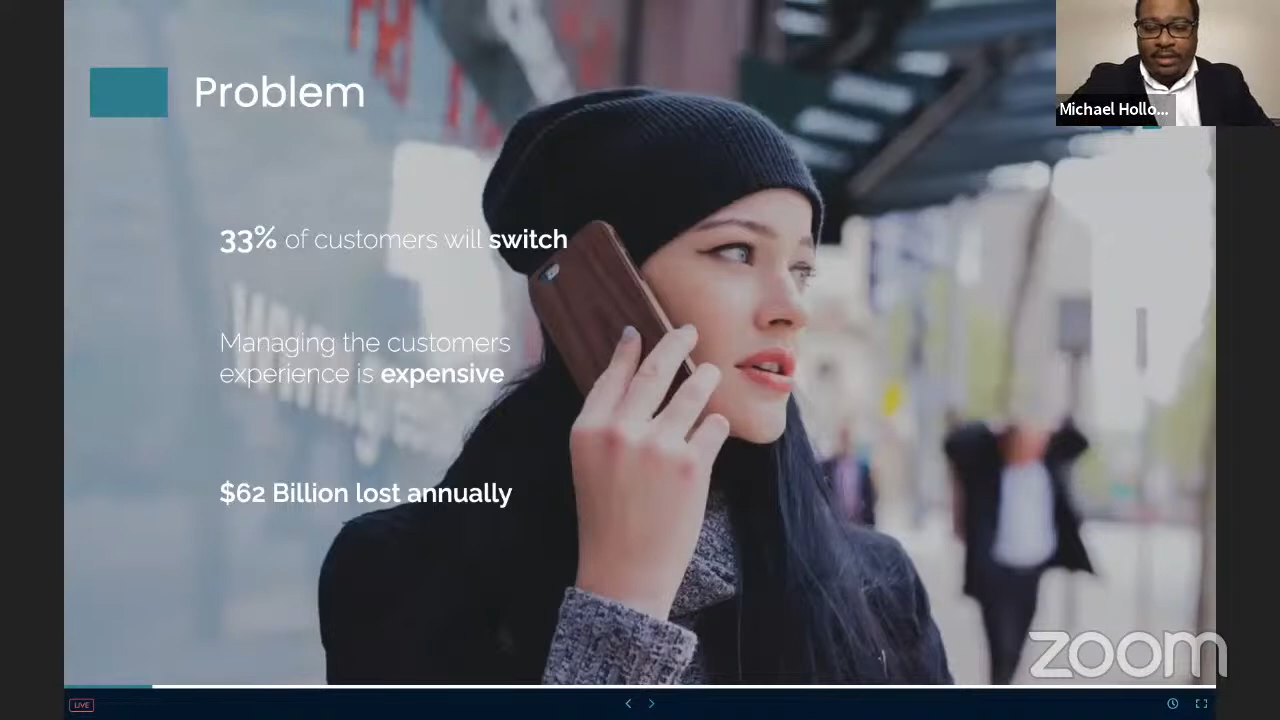 Problem
Michael Hollo...
33% of customers will switch
Managing the customers
experience is expensive
$62 Billion lost annually
zoom
LIVE